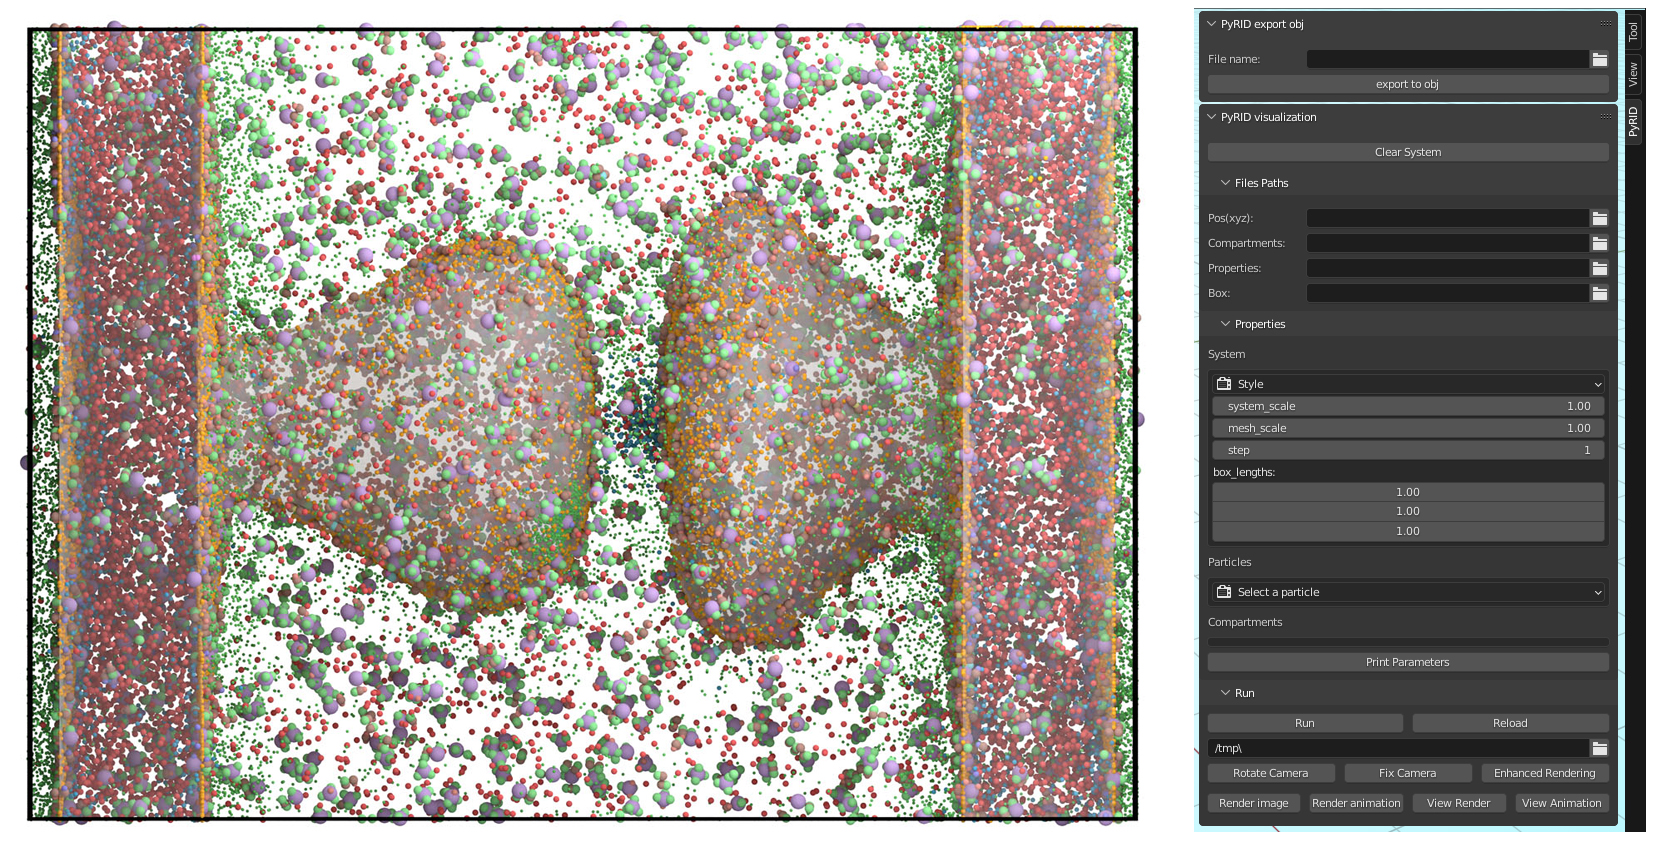 PyRID export obj
File name:
export to obj
PyRID visualization
Clear System
Files Paths
Pos(xyz):
Compartments:
Properties:
Box:
Properties
System
Style
system_scale 1.00
mesh_scale 1.00
step 1
box_lengths:
1.00
1.00
1.00
Particles
Select a particle
Compartments
Print Parameters
Run
Run Reload
/tmp\
Rotate Camera Fix Camera Enhanced Rendering
Render image Render animation View Render View Animation
Tool
View
PyRID